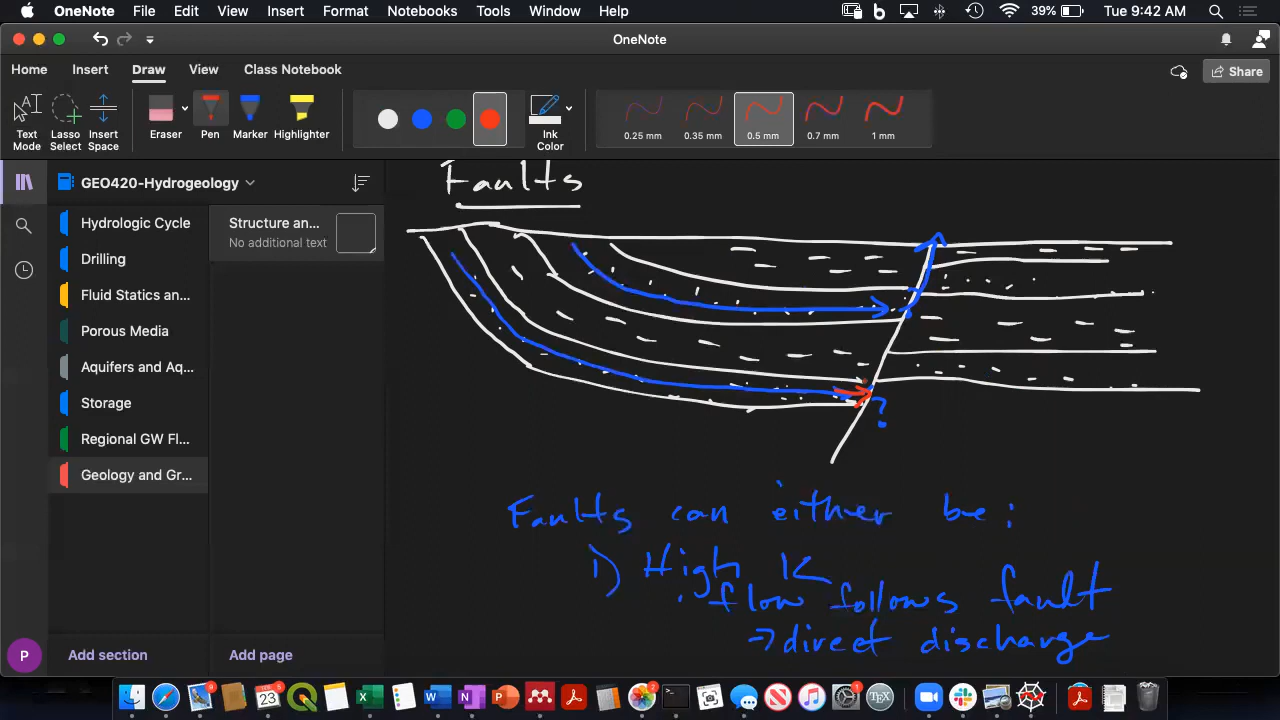 OneNote File Edit View Insert Format Notebooks Tools Window Help 39% Tue 9:42 AM
OneNote
Home Insert Draw View Class Notebook Share
Text Mode Lasso Select Insert Space Eraser Pen Marker Highlighter Ink Color 0.25 mm 0.35 mm 0.5 mm 0.7 mm 1 mm
GEO420-Hydrogeology
Hydrologic Cycle
Drilling
Fluid Statics an...
Porous Media
Aquifers and Aq...
Storage
Regional GW Fl...
Geology and Gr...
Structure an...
No additional text
Faults
?
Faults can either be:
1) High K
. flow follows fault
→ direct discharge
P Add section Add page